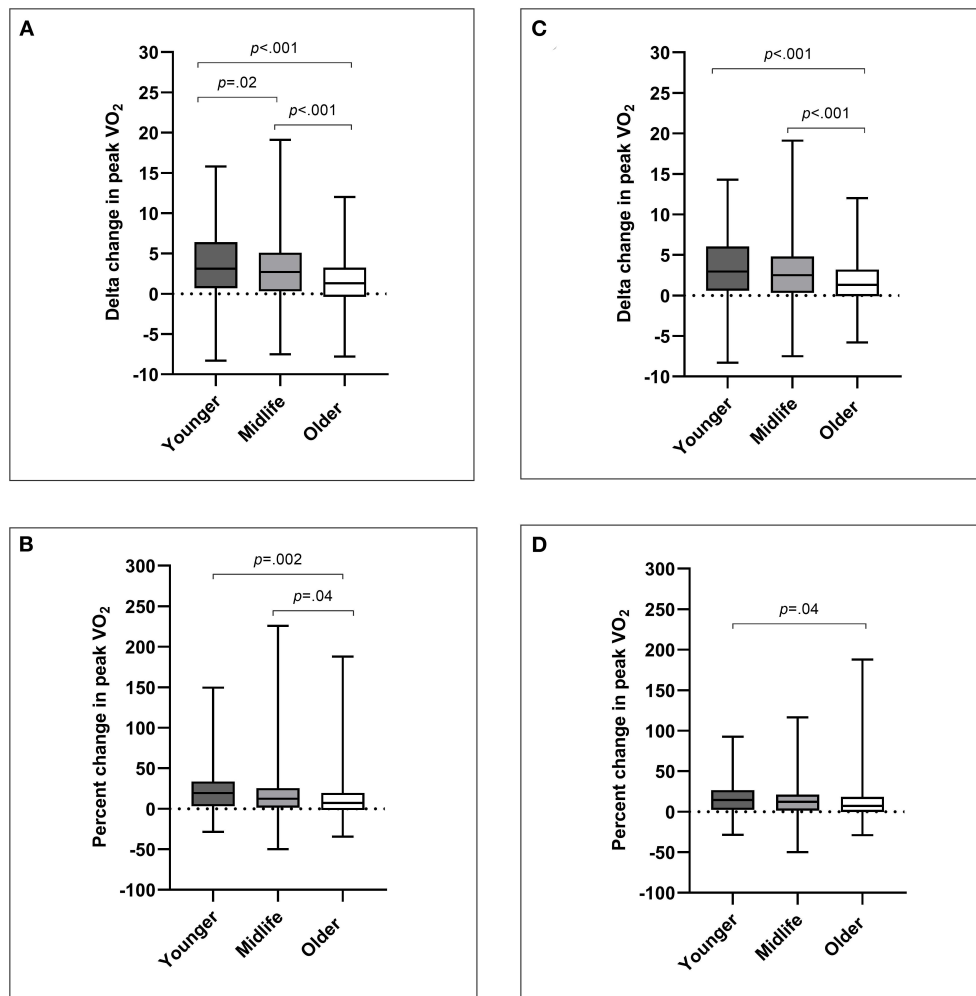 A
p<.001
p=.02
p<.001
Delta change in peak VO2
30
25
20
15
10
5
0
-5
-10
Younger
Midlife
Older
C
p<.001
p<.001
Delta change in peak VO2
30
25
20
15
10
5
0
-5
-10
Younger
Midlife
Older
B
p=.002
p=.04
Percent change in peak VO2
300
250
200
150
100
50
0
-50
-100
Younger
Midlife
Older
D
p=.04
Percent change in peak VO2
300
250
200
150
100
50
0
-50
-100
Younger
Midlife
Older